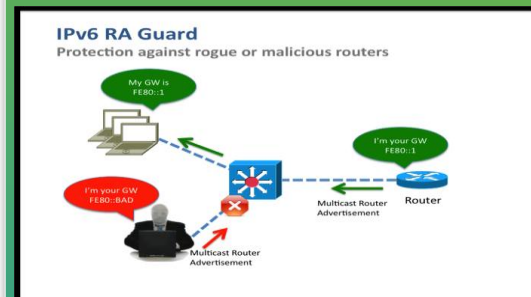 IPv6 RA Guard
Protection against rogue or malicious routers
My GW is
FE80::1
I'm your GW
FE80::1
I'm your GW
FE80::BAD
Router
Multicast Router
Advertisement
Multicast Router
Advertisement